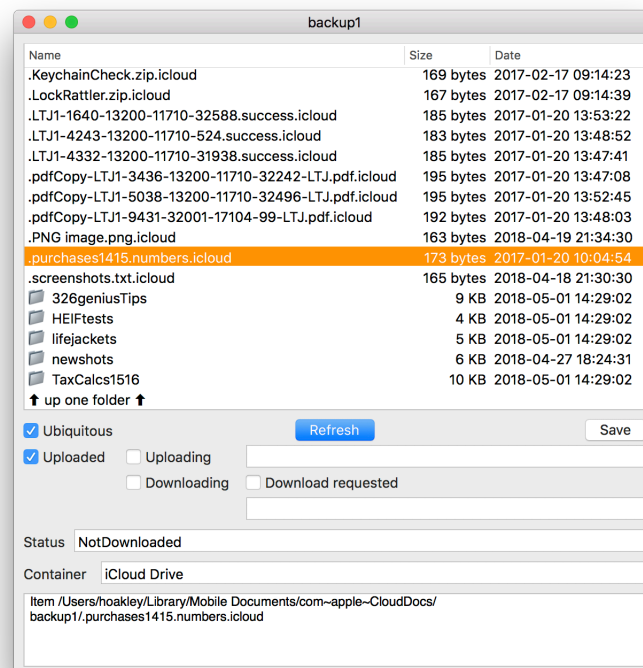 backup1
Name Size Date
.KeychainCheck.zip.icloud 169 bytes 2017-02-17 09:14:23
.LockRattler.zip.icloud 167 bytes 2017-02-17 09:14:39
.LTJ1-1640-13200-11710-32588.success.icloud 185 bytes 2017-01-20 13:53:22
.LTJ1-4243-13200-11710-524.success.icloud 183 bytes 2017-01-20 13:48:52
.LTJ1-4332-13200-11710-31938.success.icloud 185 bytes 2017-01-20 13:47:41
.pdfCopy-LTJ1-3436-13200-11710-32242-LTJ.pdf.icloud 195 bytes 2017-01-20 13:47:08
.pdfCopy-LTJ1-5038-13200-11710-32496-LTJ.pdf.icloud 195 bytes 2017-01-20 13:52:45
.pdfCopy-LTJ1-9431-32001-17104-99-LTJ.pdf.icloud 192 bytes 2017-01-20 13:48:03
.PNG image.png.icloud 163 bytes 2018-04-19 21:34:30
.purchases1415.numbers.icloud 173 bytes 2017-01-20 10:04:54
.screenshots.txt.icloud 165 bytes 2018-04-18 21:30:30
326geniusTips 9 KB 2018-05-01 14:29:02
HEIFtests 4 KB 2018-05-01 14:29:02
lifejackets 5 KB 2018-05-01 14:29:02
newshots 6 KB 2018-04-27 18:24:31
TaxCalcs1516 10 KB 2018-05-01 14:29:02
⬆ up one folder ⬆
Ubiquitous Refresh Save
Uploaded Uploading
Downloading Download requested
Status NotDownloaded
Container iCloud Drive
Item /Users/hoakley/Library/Mobile Documents/com~apple~CloudDocs/
backup1/.purchases1415.numbers.icloud